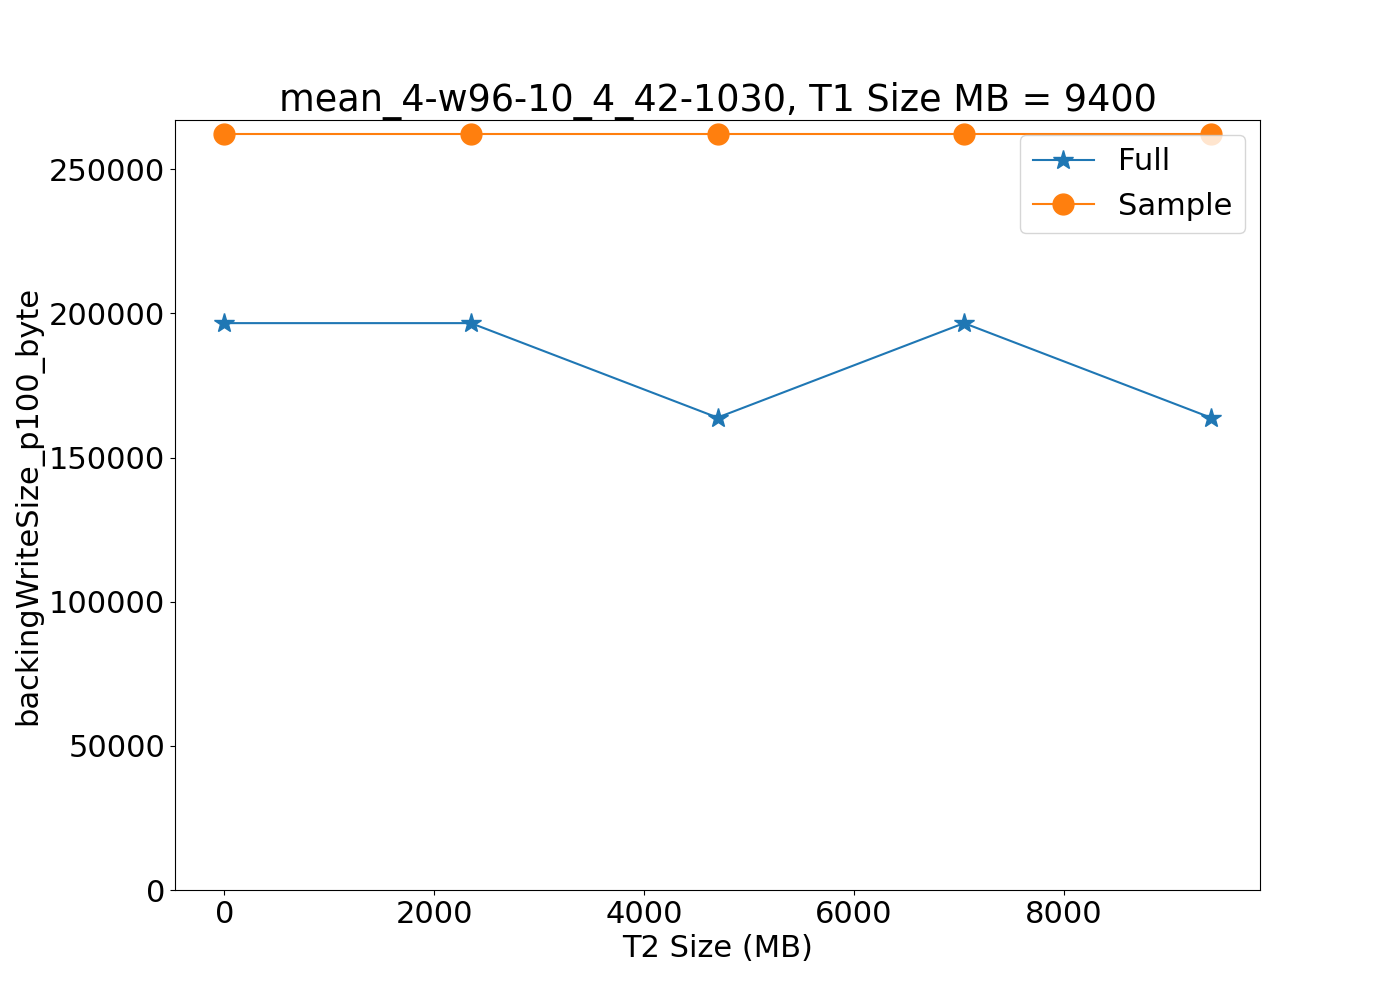 mean_4-w96-10_4_42-1030, T1 Size MB = 9400
Full
Sample
backingWriteSize_p100_byte
250000
200000
150000
100000
50000
0
0
2000
4000
6000
8000
T2 Size (MB)